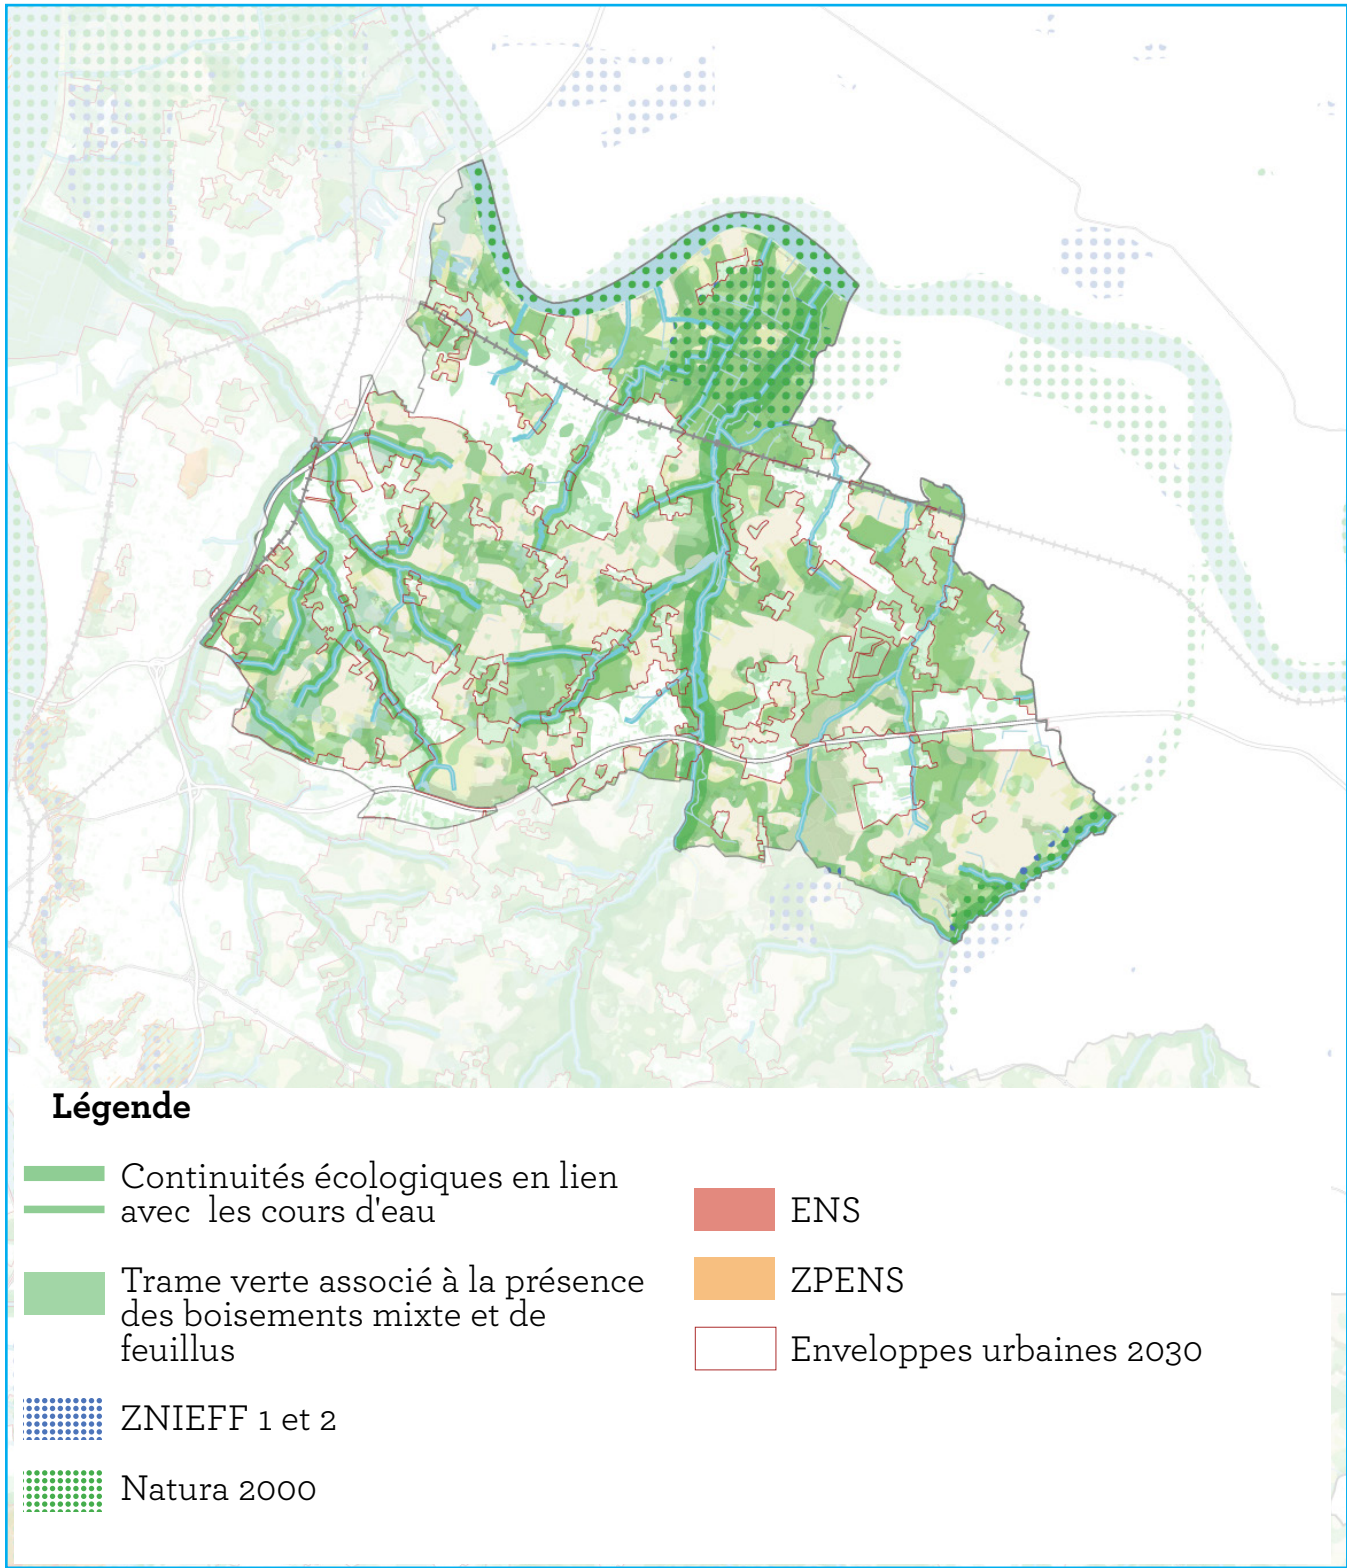 Légende
Continuités écologiques en lien
avec les cours d'eau
Trame verte associé à la présence
des boisements mixte et de
feuillus
ZNIEFF 1 et 2
Natura 2000
ENS
ZPENS
Enveloppes urbaines 2030